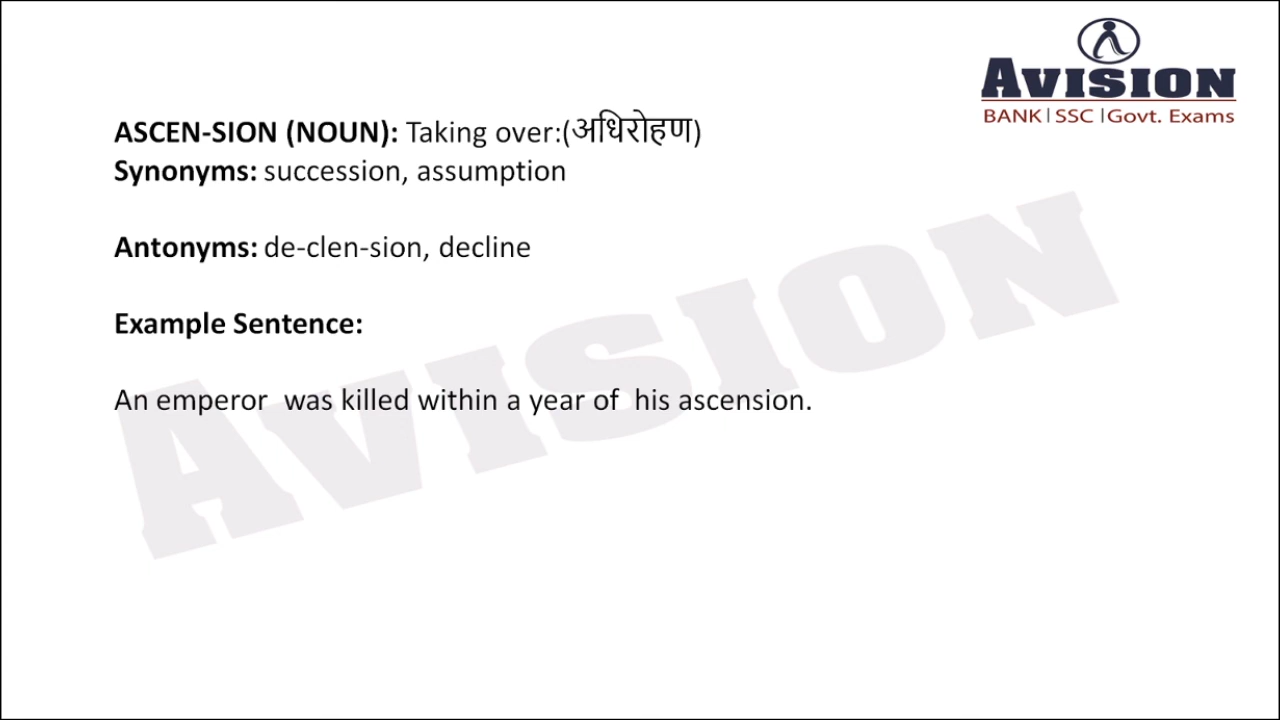 AVISION
BANK | SSC | Govt. Exams
ASCEN-SION (NOUN): Taking over:(अधिरोहण)
Synonyms: succession, assumption
Antonyms: de-clen-sion, decline
Example Sentence:
An emperor  was killed within a year of  his ascension.
AVISION